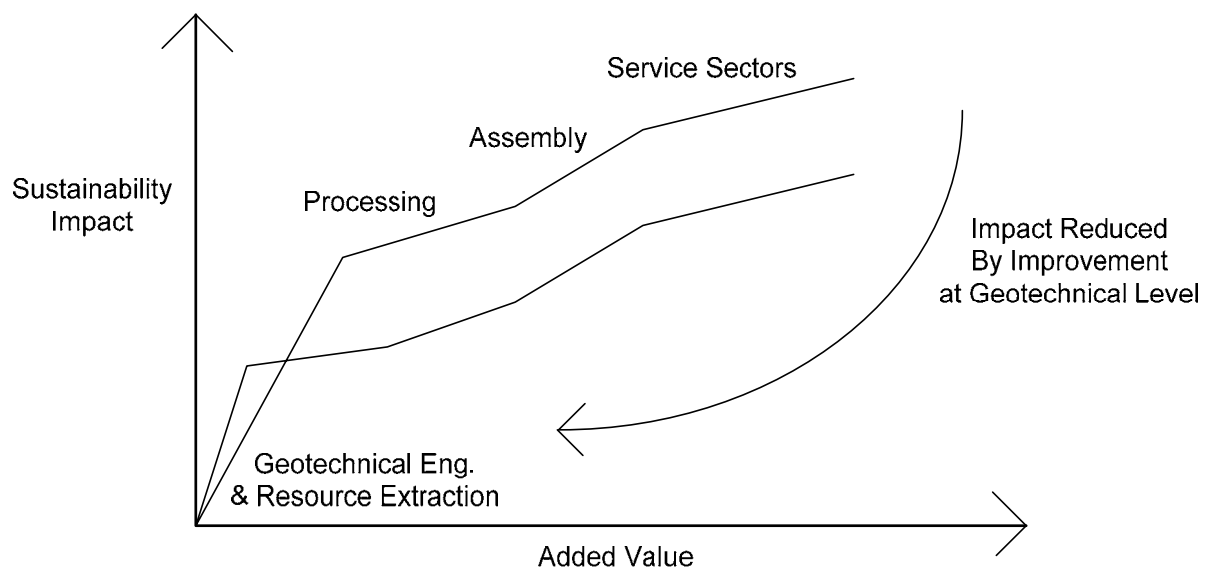 Service Sectors
Assembly
Processing
Sustainability
Impact
Impact Reduced
By Improvement
at Geotechnical Level
Geotechnical Eng.
& Resource Extraction
Added Value